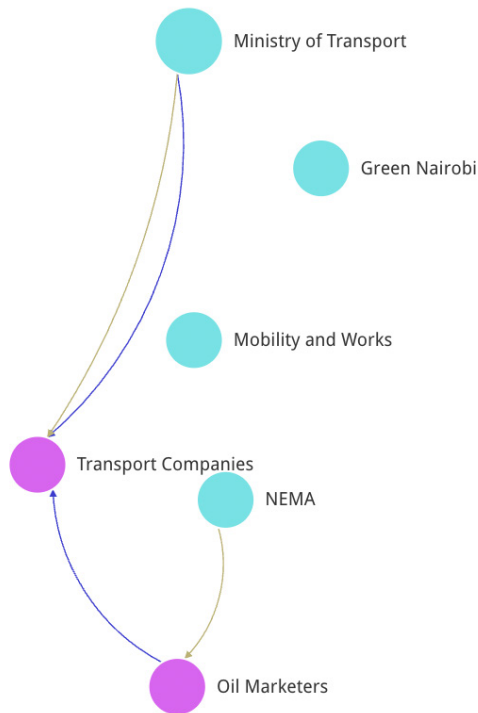 Ministry of Transport
Green Nairobi
Mobility and Works
Transport Companies
NEMA
Oil Marketers